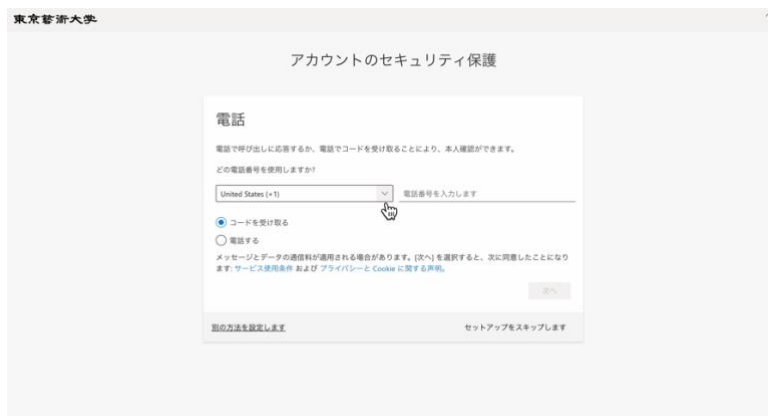 東京藝術大学
アカウントのセキュリティ保護
電話
電話で呼び出しに応答するか、電話でコードを受け取ることにより、本人確認ができます。
どの電話番号を使用しますか?
United States (+1)
電話番号を入力します
コードを受け取る
電話する
メッセージとデータの通信料が適用される場合があります。[次へ] を選択すると、次に同意したことになり
ます: サービス使用条件 および プライバシーと Cookie に関する声明。
次へ
別の方法を設定します
セットアップをスキップします